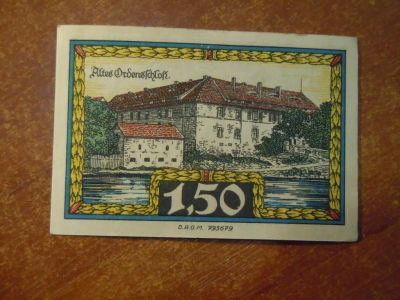 Altes Ordensschloß.
1,50
D.R.G.M. 795679